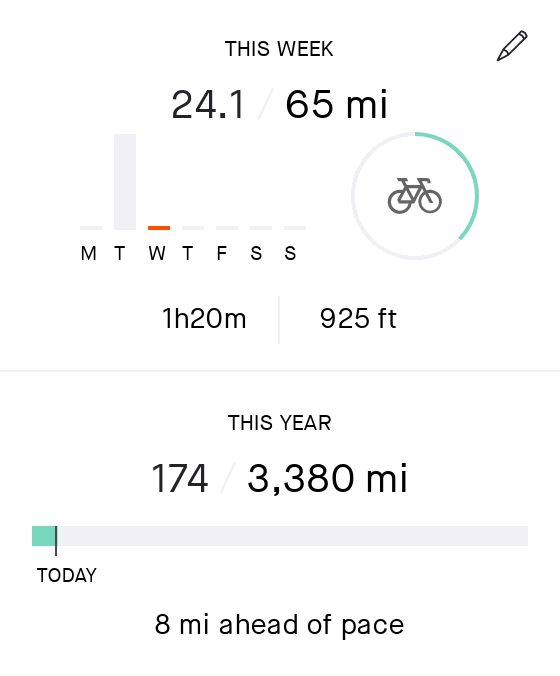 THIS WEEK
24.1 / 65 mi
M T W T F S S
1h20m 925 ft
THIS YEAR
174 / 3,380 mi
TODAY
8 mi ahead of pace